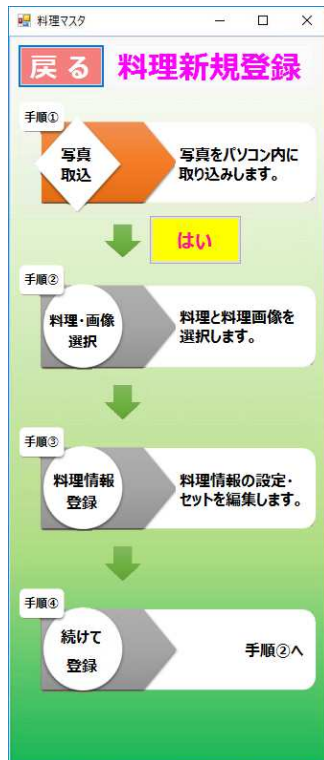 料理マスタ
戻る 料理新規登録
手順①
写真
取込
写真をパソコン内に
取り込みします。
はい
手順②
料理・画像
選択
料理と料理画像を
選択します。
手順③
料理情報
登録
料理情報の設定・
セットを編集します。
手順④
続けて
登録
手順②へ